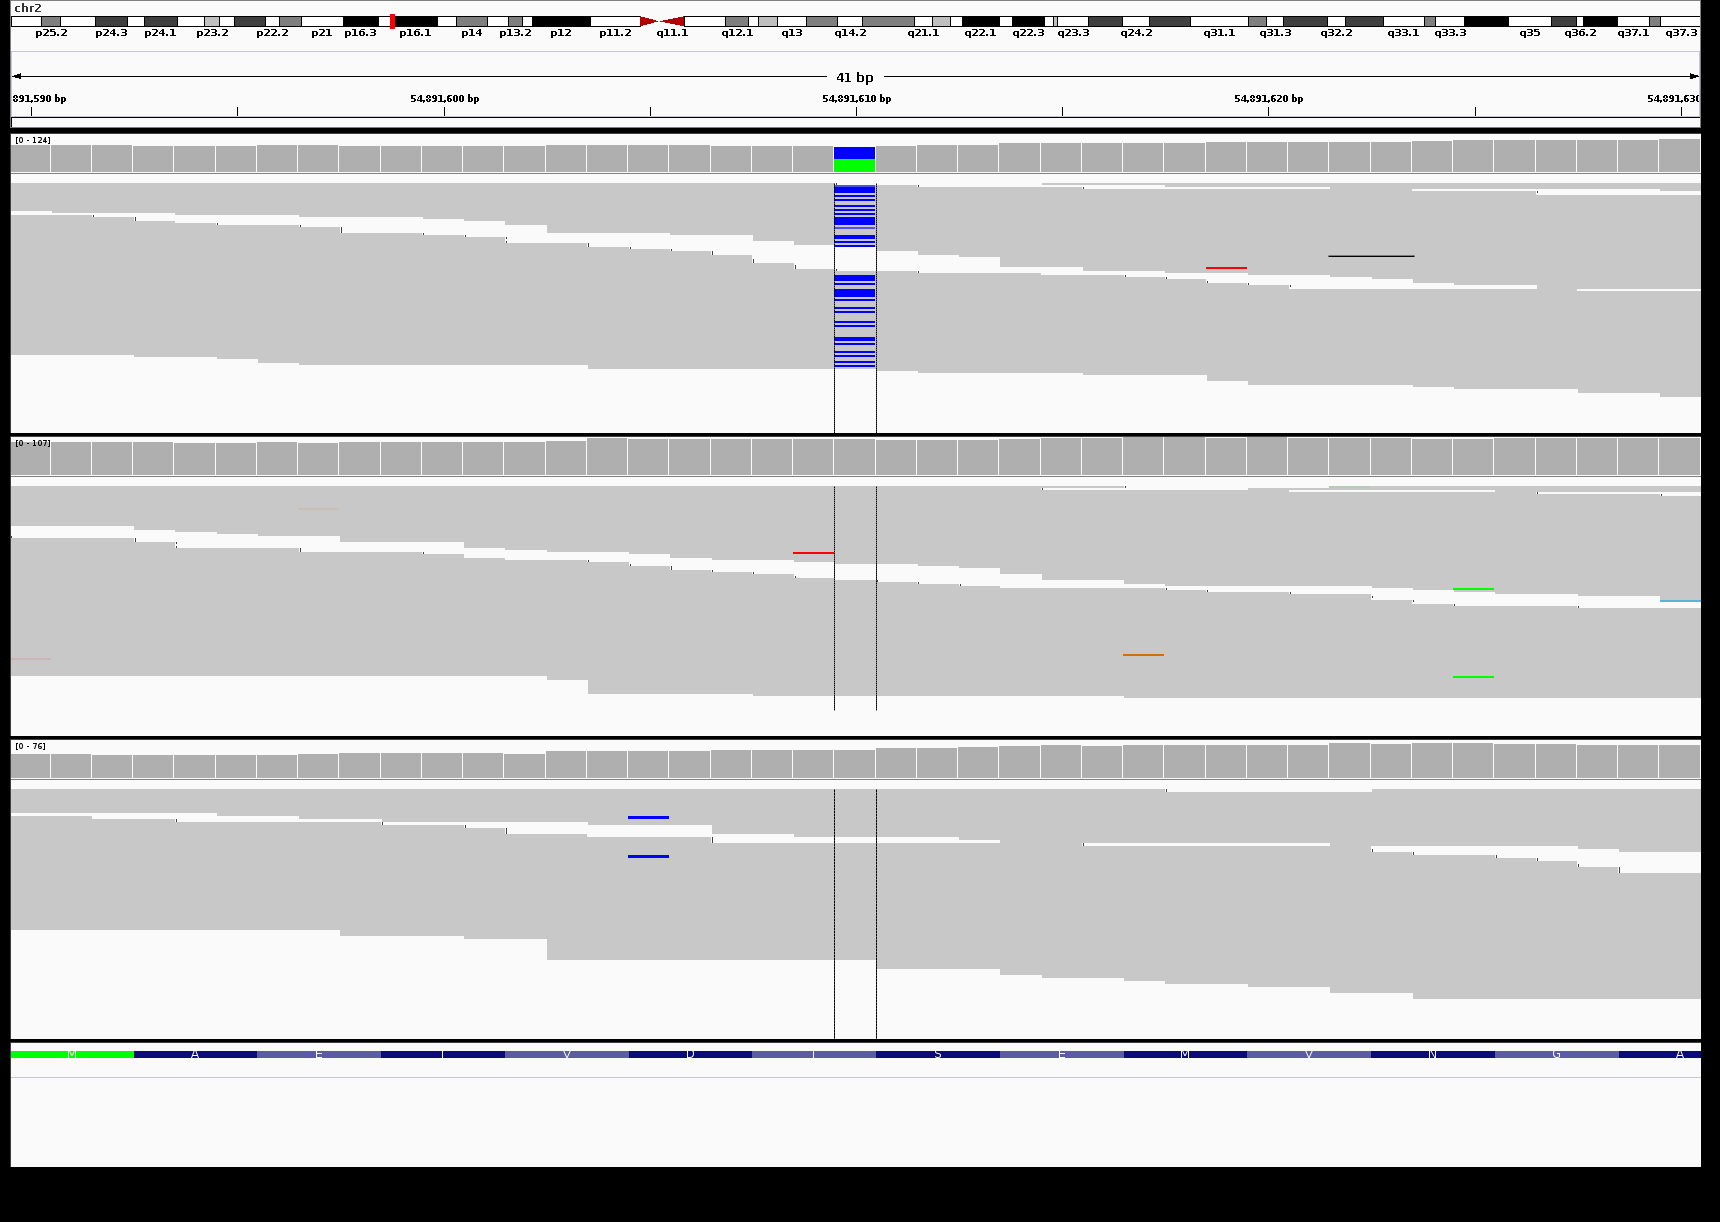 chr2
p25.2 p24.3 p24.1 p23.2 p22.2 p21 p16.3 p16.1 p14 p13.2 p12 p11.2 q11.1 q12.1 q13 q14.2 q21.1 q22.1 q22.3 q23.3 q24.2 q31.1 q31.3 q32.2 q33.1 q33.3 q35 q36.2 q37.1 q37.3
41 bp
891,590 bp 54,891,600 bp 54,891,610 bp 54,891,620 bp 54,891,630
[0 - 124]
[0 - 107]
[0 - 76]
M A E I V D T S E M V N G A